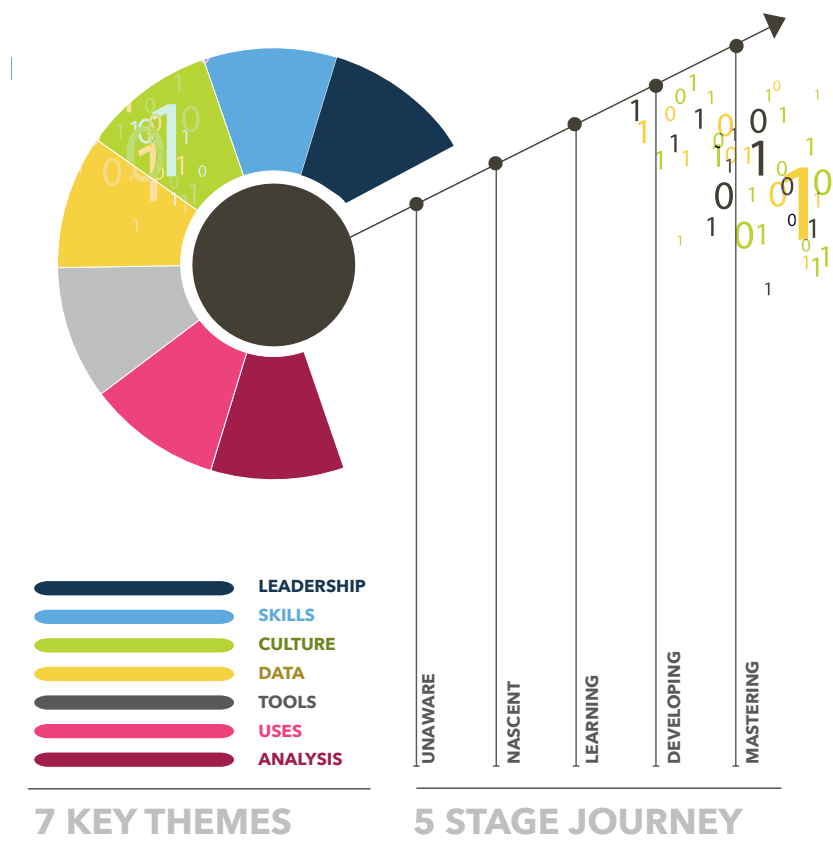 LEADERSHIP
SKILLS
CULTURE
DATA
TOOLS
USES
ANALYSIS
7 KEY THEMES
UNAWARE
NASCENT
LEARNING
DEVELOPING
MASTERING
5 STAGE JOURNEY